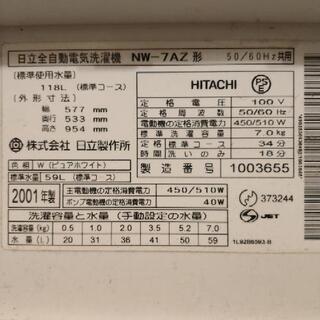 日立全自動電気洗濯機 NW-7AZ 形 50/60Hz共用
標準使用水量
118L (標準コース)
(外形寸法)
幅 577 mm
奥行 533 mm
高さ 954 mm
株式会社 日立製作所
色相 W (ピュアホワイト)
標準水量 59L (標準コース)
HITACHI PSE
定格電圧 100 V
定格周波数 50/60 Hz
電動機の定格消費電力 450/510 W
標準洗濯容量 7.0 kg
標準コース 34 分
時間 洗いのみ 18 分
製造番号 1003655
2001年製
主電動機の定格消費電力 450/510W
ポンプ電動機の定格消費電力 40W
373244
JET
洗濯容量と水量 (手動設定の水量)
洗濯容量(kg) 0.5 1.0 2.0 3.5 5.2 6.0 7.0
水量(L) 20 31 36 41 50 59
1L92B6593-B